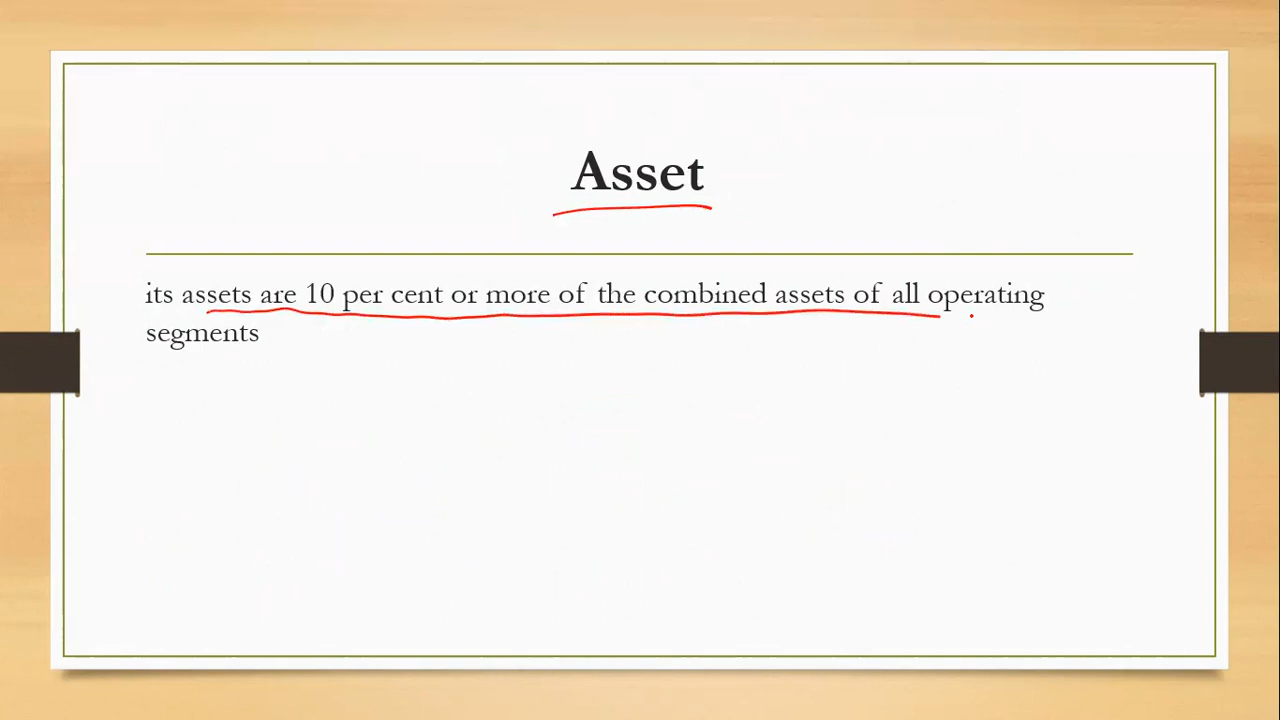 Asset
its assets are 10 per cent or more of the combined assets of all operating
segments